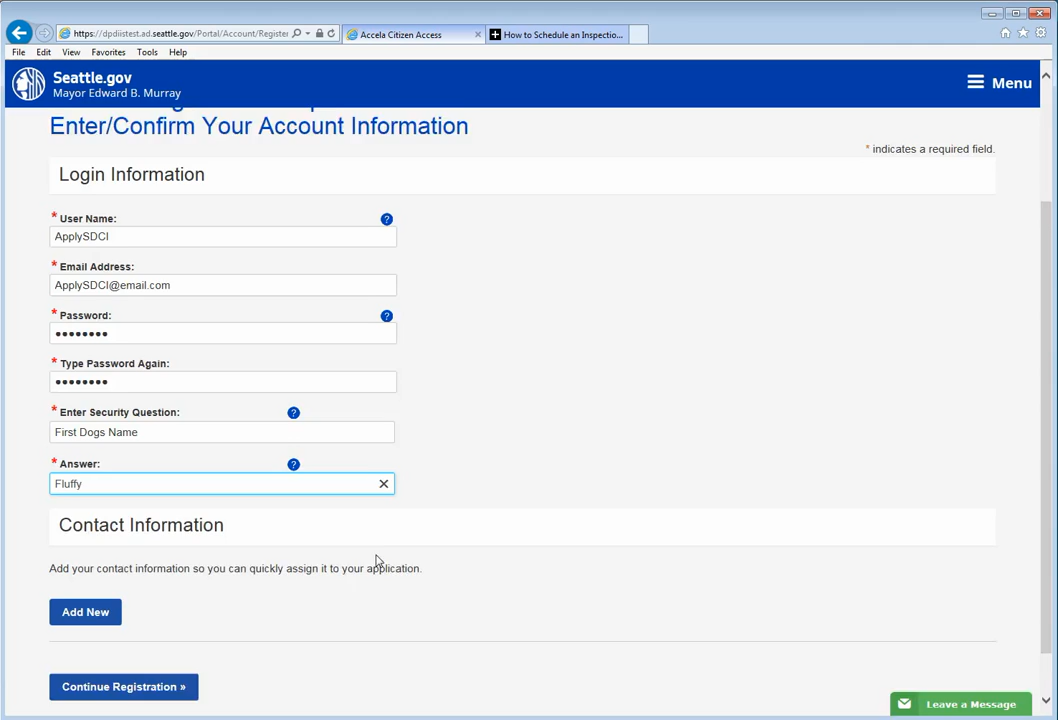 https://dpdiistest.ad.seattle.gov/Portal/Account/Register
Accela Citizen Access
How to Schedule an Inspectio...
File Edit View Favorites Tools Help
Seattle.gov
Mayor Edward B. Murray
Menu
Enter/Confirm Your Account Information
* indicates a required field.
Login Information
* User Name: ?
ApplySDCI
* Email Address:
ApplySDCI@email.com
* Password: ?
••••••••
* Type Password Again:
••••••••
* Enter Security Question: ?
First Dogs Name
* Answer: ?
Fluffy
Contact Information
Add your contact information so you can quickly assign it to your application.
Add New
Continue Registration »
Leave a Message